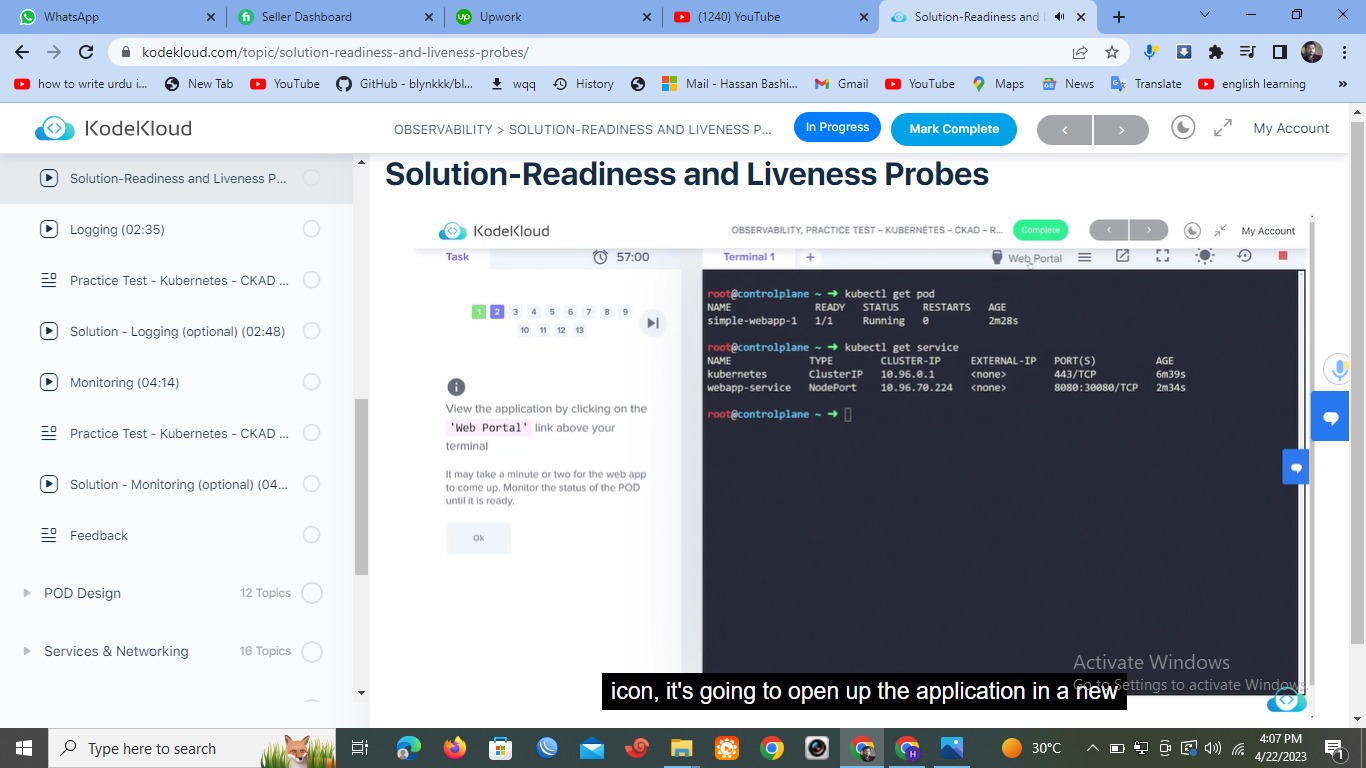 WhatsApp
Seller Dashboard
Upwork
(1240) YouTube
Solution-Readiness and
kodekloud.com/topic/solution-readiness-and-liveness-probes/
how to write urdu i...
New Tab
YouTube
GitHub - blynkkk/bl...
wqq
History
Mail - Hassan Bashi...
Gmail
YouTube
Maps
News
Translate
english learning
KodeKloud
OBSERVABILITY > SOLUTION-READINESS AND LIVENESS P...
In Progress
Mark Complete
My Account
Solution-Readiness and Liveness P...
Logging (02:35)
Practice Test - Kubernetes - CKAD ...
Solution - Logging (optional) (02:48)
Monitoring (04:14)
Practice Test - Kubernetes - CKAD ...
Solution - Monitoring (optional) (04...
Feedback
POD Design 12 Topics
Services & Networking 16 Topics
Solution-Readiness and Liveness Probes
KodeKloud
OBSERVABILITY, PRACTICE TEST – KUBERNETES – CKAD – R...
Complete
My Account
Task
57:00
Terminal 1
+
Web Portal
1 2 3 4 5 6 7 8 9
10 11 12 13
View the application by clicking on the
'Web Portal' link above your
terminal
It may take a minute or two for the web app
to come up. Monitor the status of the POD
until it is ready.
Ok
root@controlplane ~ ➜ kubectl get pod
NAME READY STATUS RESTARTS AGE
simple-webapp-1 1/1 Running 0 2m28s
root@controlplane ~ ➜ kubectl get service
NAME TYPE CLUSTER-IP EXTERNAL-IP PORT(S) AGE
kubernetes ClusterIP 10.96.0.1 <none> 443/TCP 6m39s
webapp-service NodePort 10.96.70.224 <none> 8080:30080/TCP 2m34s
root@controlplane ~ ➜
Activate Windows
Go to Settings to activate Windows.
icon, it's going to open up the application in a new
Type here to search
30°C
4:07 PM
4/22/2023
1